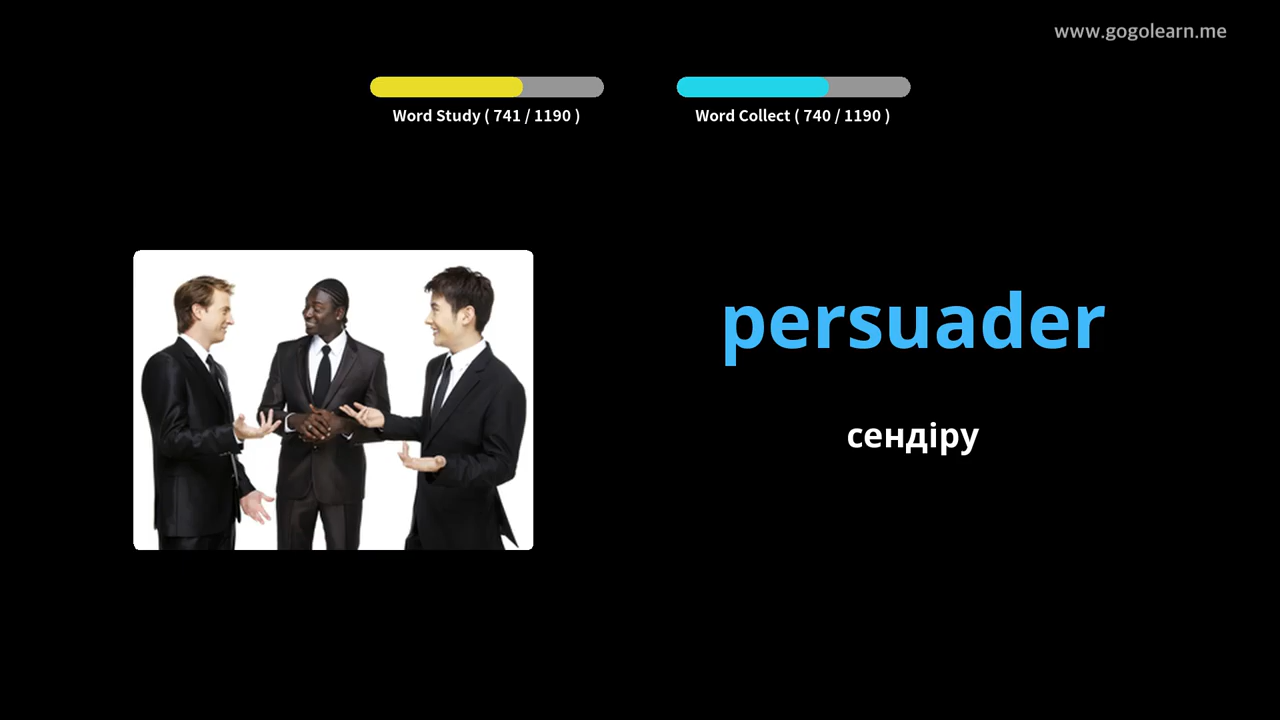 www.gogolearn.me
Word Study ( 741 / 1190 )
Word Collect ( 740 / 1190 )
persuader
сендіру